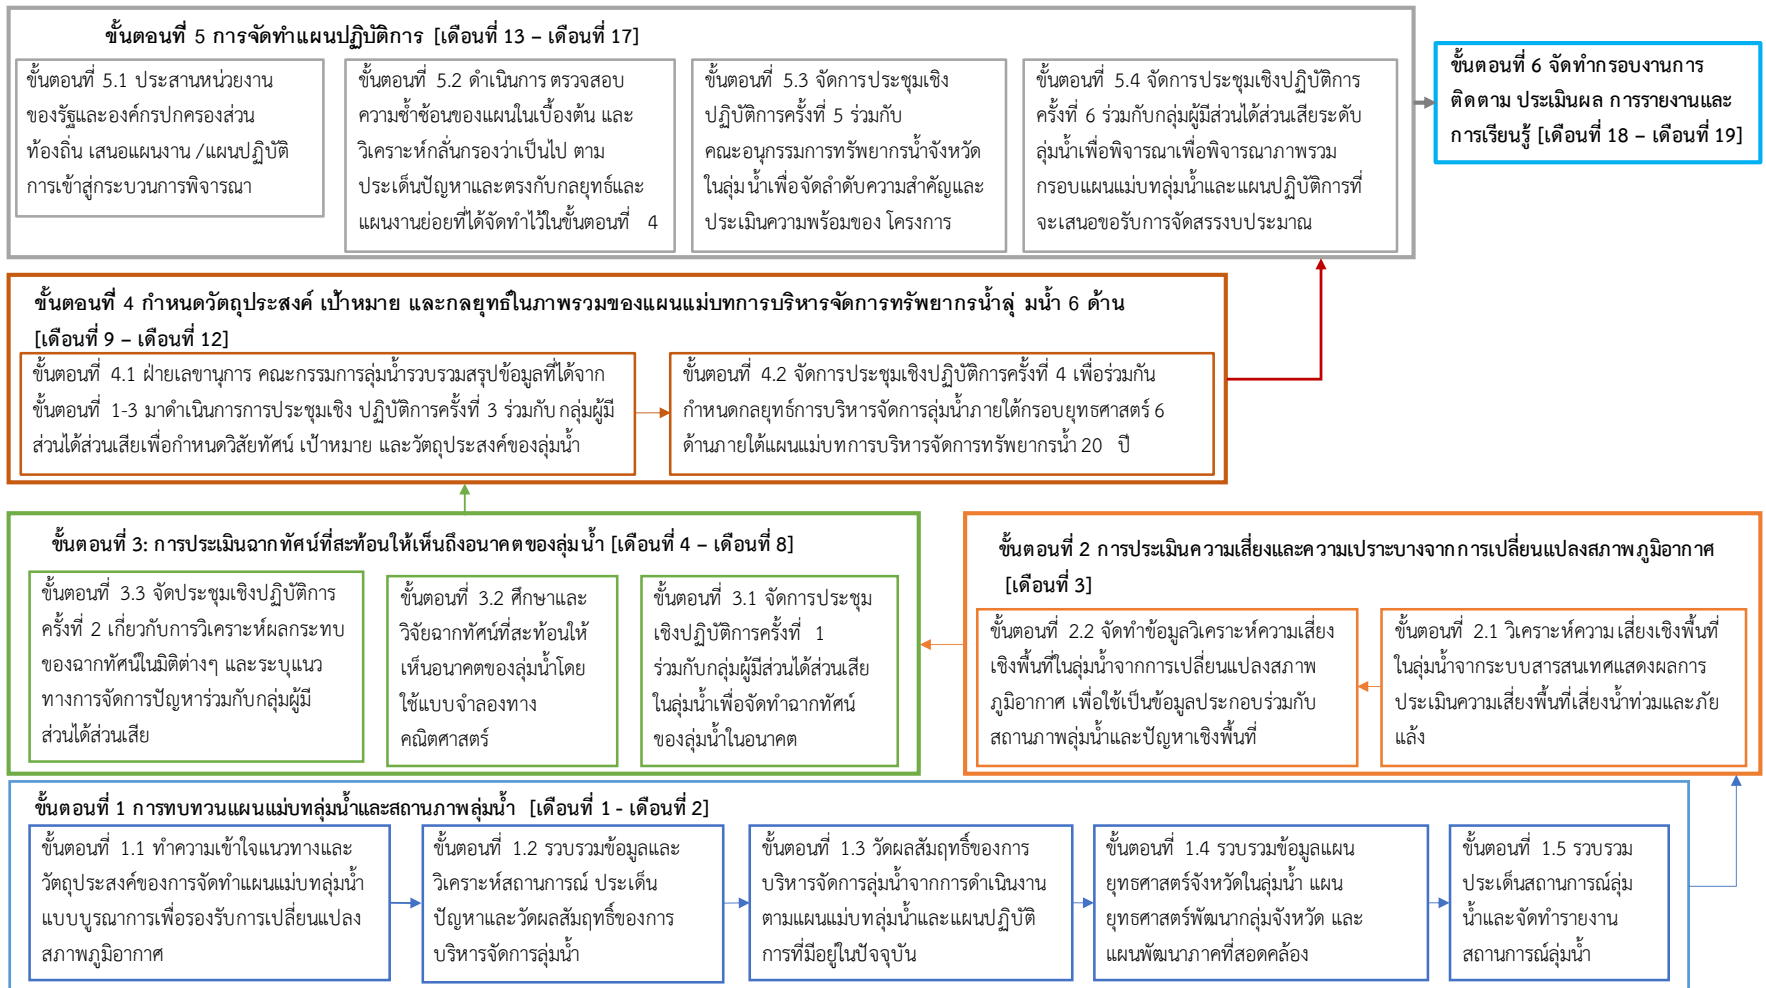 ขั้นตอนที่ 5 การจัดทำแผนปฏิบัติการ [เดือนที่ 13 – เดือนที่ 17]
ขั้นตอนที่ 5.1 ประสานหน่วยงาน
ของรัฐและองค์กรปกครองส่วน
ท้องถิ่น เสนอแผนงาน /แผนปฏิบัติ
การเข้าสู่กระบวนการพิจารณา
ขั้นตอนที่ 5.2 ดำเนินการ ตรวจสอบ
ความซ้ำซ้อนของแผนในเบื้องต้น และ
วิเคราะห์กลั่นกรองว่าเป็นไป ตาม
ประเด็นปัญหาและตรงกับกลยุทธ์และ
แผนงานย่อยที่ได้จัดทำไว้ในขั้นตอนที่ 4
ขั้นตอนที่ 5.3 จัดการประชุมเชิง
ปฏิบัติการครั้งที่ 5 ร่วมกับ
คณะอนุกรรมการทรัพยากรน้ำจังหวัด
ในลุ่มน้ำเพื่อจัดลำดับความสำคัญและ
ประเมินความพร้อมของ โครงการ
ขั้นตอนที่ 5.4 จัดการประชุมเชิงปฏิบัติการ
ครั้งที่ 6 ร่วมกับกลุ่มผู้มีส่วนได้ส่วนเสียระดับ
ลุ่มน้ำเพื่อพิจารณาเพื่อพิจารณาภาพรวม
กรอบแผนแม่บทลุ่มน้ำและแผนปฏิบัติการที่
จะเสนอขอรับการจัดสรรงบประมาณ
ขั้นตอนที่ 6 จัดทำกรอบงานการ
ติดตาม ประเมินผล การรายงานและ
การเรียนรู้ [เดือนที่ 18 – เดือนที่ 19]
ขั้นตอนที่ 4 กำหนดวัตถุประสงค์ เป้าหมาย และกลยุทธ์ในภาพรวมของแผนแม่บทการบริหารจัดการทรัพยากรน้ำลุ่ มน้ำ 6 ด้าน
[เดือนที่ 9 – เดือนที่ 12]
ขั้นตอนที่ 4.1 ฝ่ายเลขานุการ คณะกรรมการลุ่มน้ำรวบรวมสรุปข้อมูลที่ได้จาก
ขั้นตอนที่ 1-3 มาดำเนินการการประชุมเชิง ปฏิบัติการครั้งที่ 3 ร่วมกับ กลุ่มผู้มี
ส่วนได้ส่วนเสียเพื่อกำหนดวิสัยทัศน์ เป้าหมาย และวัตถุประสงค์ของลุ่มน้ำ
ขั้นตอนที่ 4.2 จัดการประชุมเชิงปฏิบัติการครั้งที่ 4 เพื่อร่วมกัน
กำหนดกลยุทธ์การบริหารจัดการลุ่มน้ำภายใต้กรอบยุทธศาสตร์ 6
ด้านภายใต้แผนแม่บทการบริหารจัดการทรัพยากรน้ำ 20 ปี
ขั้นตอนที่ 3: การประเมินฉากทัศน์ที่สะท้อนให้เห็นถึงอนาคตของลุ่มน้ำ [เดือนที่ 4 – เดือนที่ 8]
ขั้นตอนที่ 3.3 จัดประชุมเชิงปฏิบัติการ
ครั้งที่ 2 เกี่ยวกับการวิเคราะห์ผลกระทบ
ของฉากทัศน์ในมิติต่างๆ และระบุแนว
ทางการจัดการปัญหาร่วมกับกลุ่มผู้มี
ส่วนได้ส่วนเสีย
ขั้นตอนที่ 3.2 ศึกษาและ
วิจัยฉากทัศน์ที่สะท้อนให้
เห็นอนาคตของลุ่มน้ำโดย
ใช้แบบจำลองทาง
คณิตศาสตร์
ขั้นตอนที่ 3.1 จัดการประชุม
เชิงปฏิบัติการครั้งที่ 1
ร่วมกับกลุ่มผู้มีส่วนได้ส่วนเสีย
ในลุ่มน้ำเพื่อจัดทำฉากทัศน์
ของลุ่มน้ำในอนาคต
ขั้นตอนที่ 2 การประเมินความเสี่ยงและความเปราะบางจากการเปลี่ยนแปลงสภาพภูมิอากาศ
[เดือนที่ 3]
ขั้นตอนที่ 2.2 จัดทำข้อมูลวิเคราะห์ความเสี่ยง
เชิงพื้นที่ในลุ่มน้ำจากการเปลี่ยนแปลงสภาพ
ภูมิอากาศ เพื่อใช้เป็นข้อมูลประกอบร่วมกับ
สถานภาพลุ่มน้ำและปัญหาเชิงพื้นที่
ขั้นตอนที่ 2.1 วิเคราะห์ความ เสี่ยงเชิงพื้นที่
ในลุ่มน้ำจากระบบสารสนเทศแสดงผลการ
ประเมินความเสี่ยงพื้นที่เสี่ยงน้ำท่วมและภัย
แล้ง
ขั้นตอนที่ 1 การทบทวนแผนแม่บทลุ่มน้ำและสถานภาพลุ่มน้ำ [เดือนที่ 1 - เดือนที่ 2]
ขั้นตอนที่ 1.1 ทำความเข้าใจแนวทางและ
วัตถุประสงค์ของการจัดทำแผนแม่บทลุ่มน้ำ
แบบบูรณาการเพื่อรองรับการเปลี่ยนแปลง
สภาพภูมิอากาศ
ขั้นตอนที่ 1.2 รวบรวมข้อมูลและ
วิเคราะห์สถานการณ์ ประเด็น
ปัญหาและวัดผลสัมฤทธิ์ของการ
บริหารจัดการลุ่มน้ำ
ขั้นตอนที่ 1.3 วัดผลสัมฤทธิ์ของการ
บริหารจัดการลุ่มน้ำจากการดำเนินงาน
ตามแผนแม่บทลุ่มน้ำและแผนปฏิบัติ
การที่มีอยู่ในปัจจุบัน
ขั้นตอนที่ 1.4 รวบรวมข้อมูลแผน
ยุทธศาสตร์จังหวัดในลุ่มน้ำ แผน
ยุทธศาสตร์พัฒนากลุ่มจังหวัด และ
แผนพัฒนาภาคที่สอดคล้อง
ขั้นตอนที่ 1.5 รวบรวม
ประเด็นสถานการณ์ลุ่ม
น้ำและจัดทำรายงาน
สถานการณ์ลุ่มน้ำ